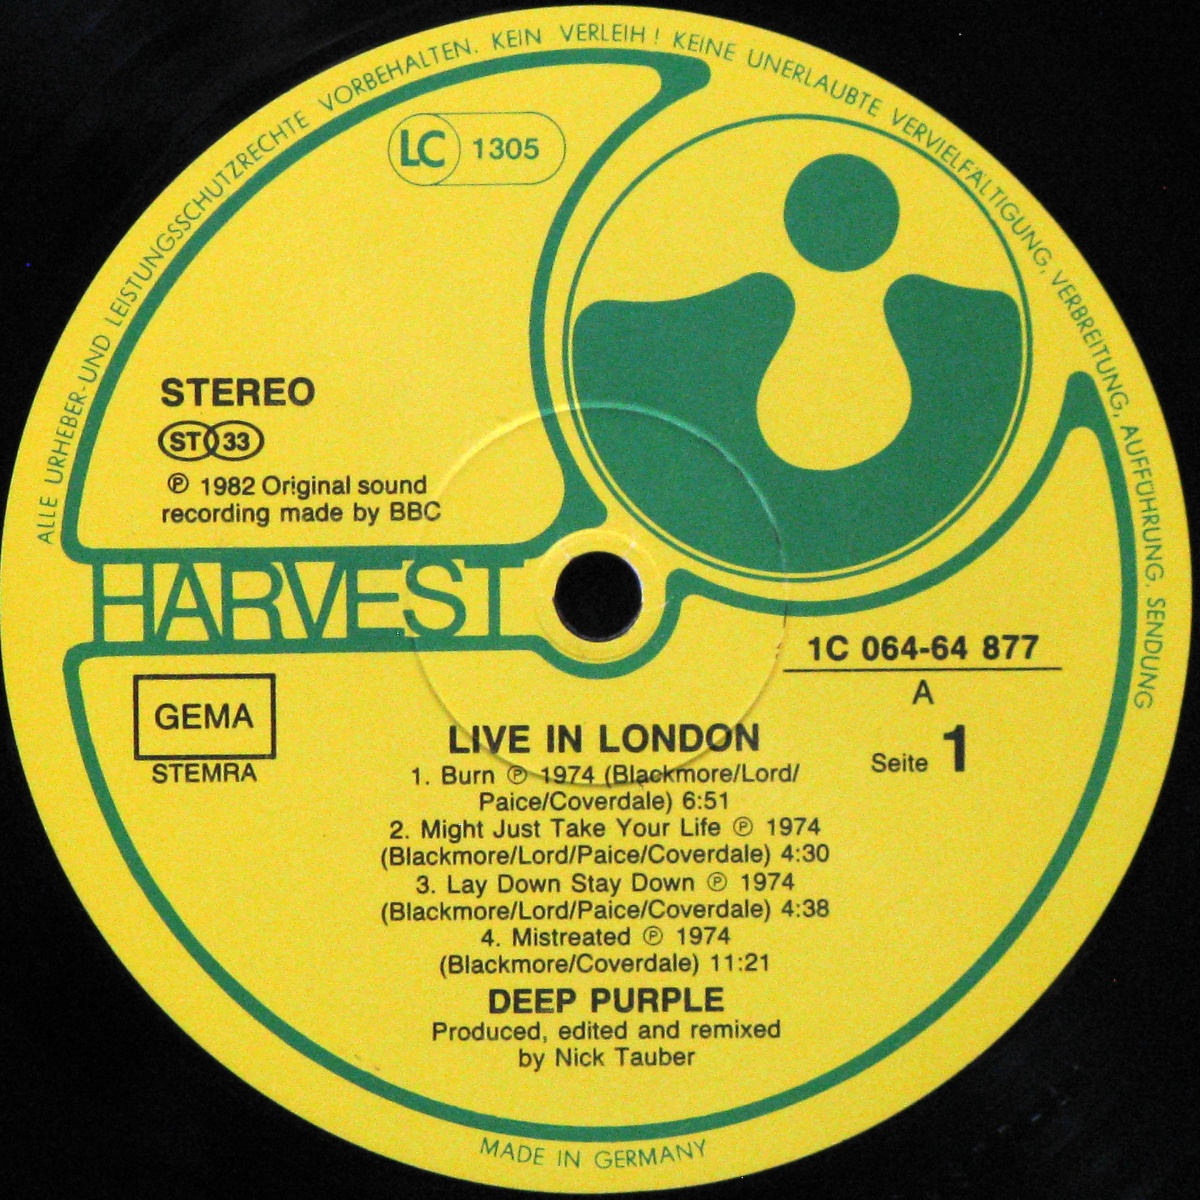 ALLE URHEBER-UND LEISTUNGSSCHUTZRECHTE VORBEHALTEN. KEIN VERLEIH! KEINE UNERLAUBTE VERVIELFÄLTIGUNG, VERBREITUNG, AUFFÜHRUNG, SENDUNG
LC 1305
STEREO
ST 33
℗ 1982 Original sound
recording made by BBC
HARVEST
GEMA
STEMRA
1C 064-64 877
A
Seite 1
LIVE IN LONDON
1. Burn ℗ 1974 (Blackmore/Lord/
Paice/Coverdale) 6:51
2. Might Just Take Your Life ℗ 1974
(Blackmore/Lord/Paice/Coverdale) 4:30
3. Lay Down Stay Down ℗ 1974
(Blackmore/Lord/Paice/Coverdale) 4:38
4. Mistreated ℗ 1974
(Blackmore/Coverdale) 11:21
DEEP PURPLE
Produced, edited and remixed
by Nick Tauber
MADE IN GERMANY